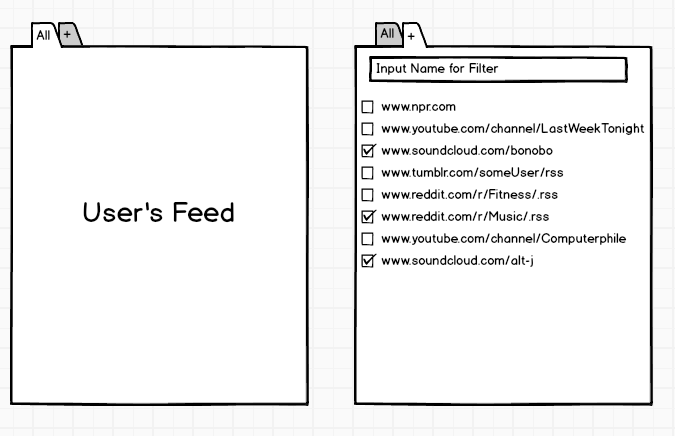 All +
User's Feed
All +
Input Name for Filter
www.npr.com
www.youtube.com/channel/LastWeekTonight
www.soundcloud.com/bonobo
www.tumblr.com/someUser/rss
www.reddit.com/r/Fitness/.rss
www.reddit.com/r/Music/.rss
www.youtube.com/channel/Computerphile
www.soundcloud.com/alt-j